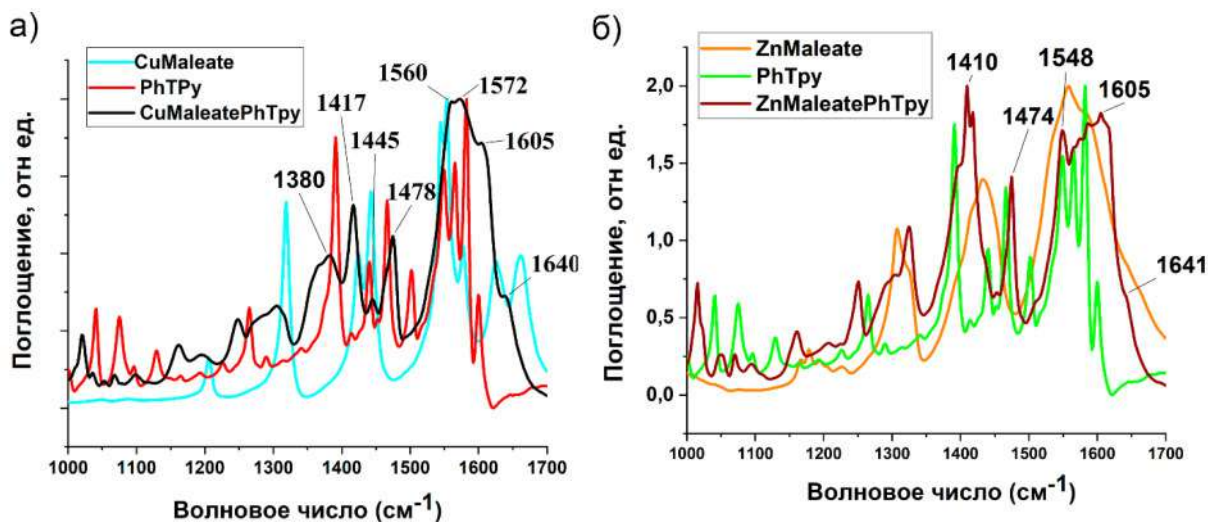 а)
CuMaleate
PhTPy
CuMaleatePhTpy
1380
1417
1445
1478
1560
1572
1605
1640
Поглощение, отн ед.
1000 1100 1200 1300 1400 1500 1600 1700
Волновое число (см-1)
б)
ZnMaleate
PhTpy
ZnMaleatePhTpy
1410
1474
1548
1605
1641
Поглощение, отн ед.
2,0
1,5
1,0
0,5
0,0
1000 1100 1200 1300 1400 1500 1600 1700
Волновое число (см-1)